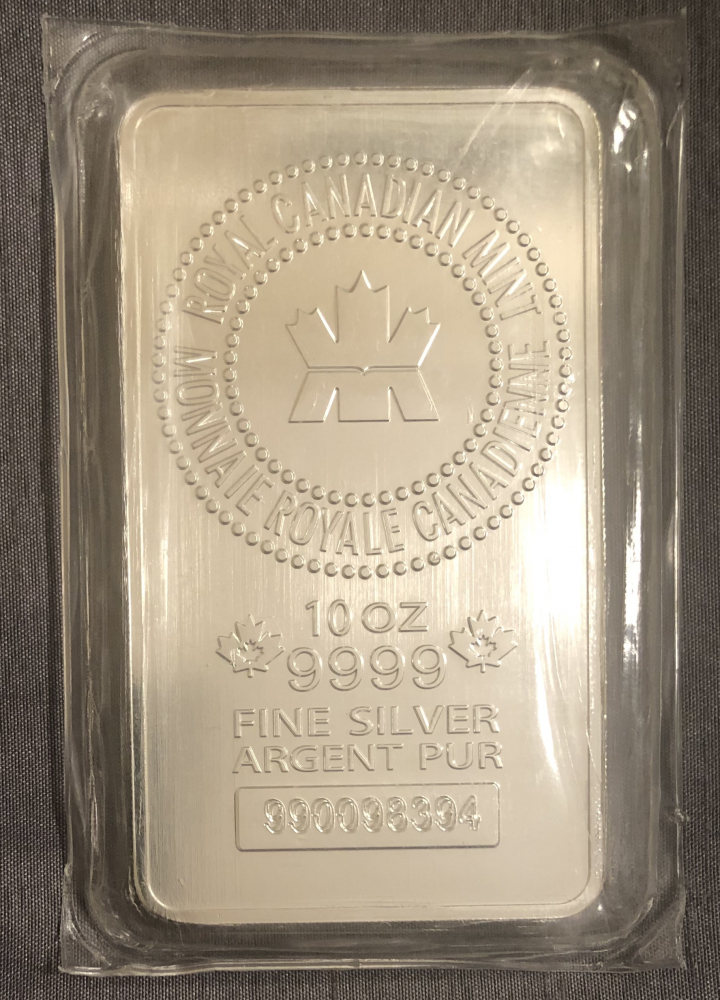 ROYAL CANADIAN MINT
MONNAIE ROYALE CANADIENNE
10 OZ
9999
FINE SILVER
ARGENT PUR
990098394